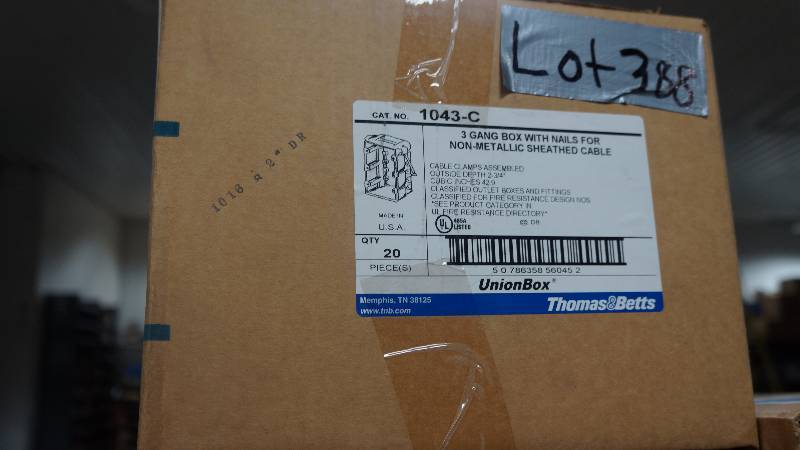 Lot 388
CAT. NO. 1043-C
3 GANG BOX WITH NAILS FOR
NON-METALLIC SHEATHED CABLE
CABLE CLAMPS ASSEMBLED
OUTSIDE DEPTH 2-3/4"
CUBIC INCHES 42.9
CLASSIFIED OUTLET BOXES AND FITTINGS
CLASSIFIED FOR FIRE RESISTANCE DESIGN NOS.
"SEE PRODUCT CATEGORY IN
UL FIRE RESISTANCE DIRECTORY"
MADE IN
U.S.A.
UL
LISTED
QTY
20
PIECE(S)
5 0 786358 56045 2
UnionBox®
Memphis, TN 38125
www.tnb.com
Thomas&Betts